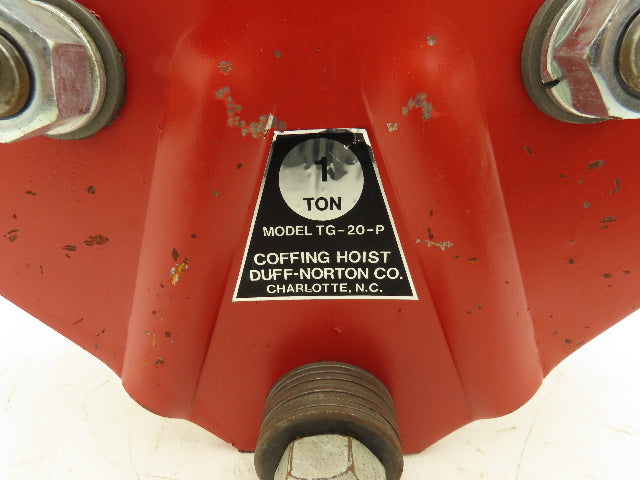 1
TON
MODEL TG-20-P
COFFING HOIST
DUFF-NORTON CO.
CHARLOTTE, N.C.